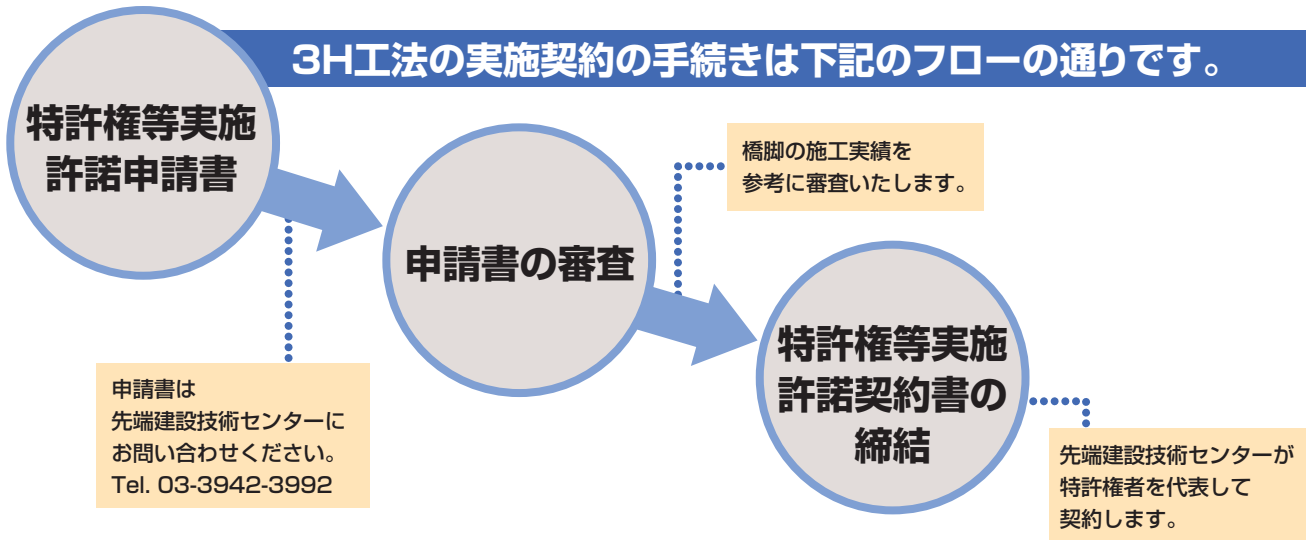 3H工法の実施契約の手続きは下記のフローの通りです。
特許権等実施
許諾申請書
申請書は
先端建設技術センターに
お問い合わせください。
Tel. 03-3942-3992
申請書の審査
橋脚の施工実績を
参考に審査いたします。
特許権等実施
許諾契約書の
締結
先端建設技術センターが
特許権者を代表して
契約します。